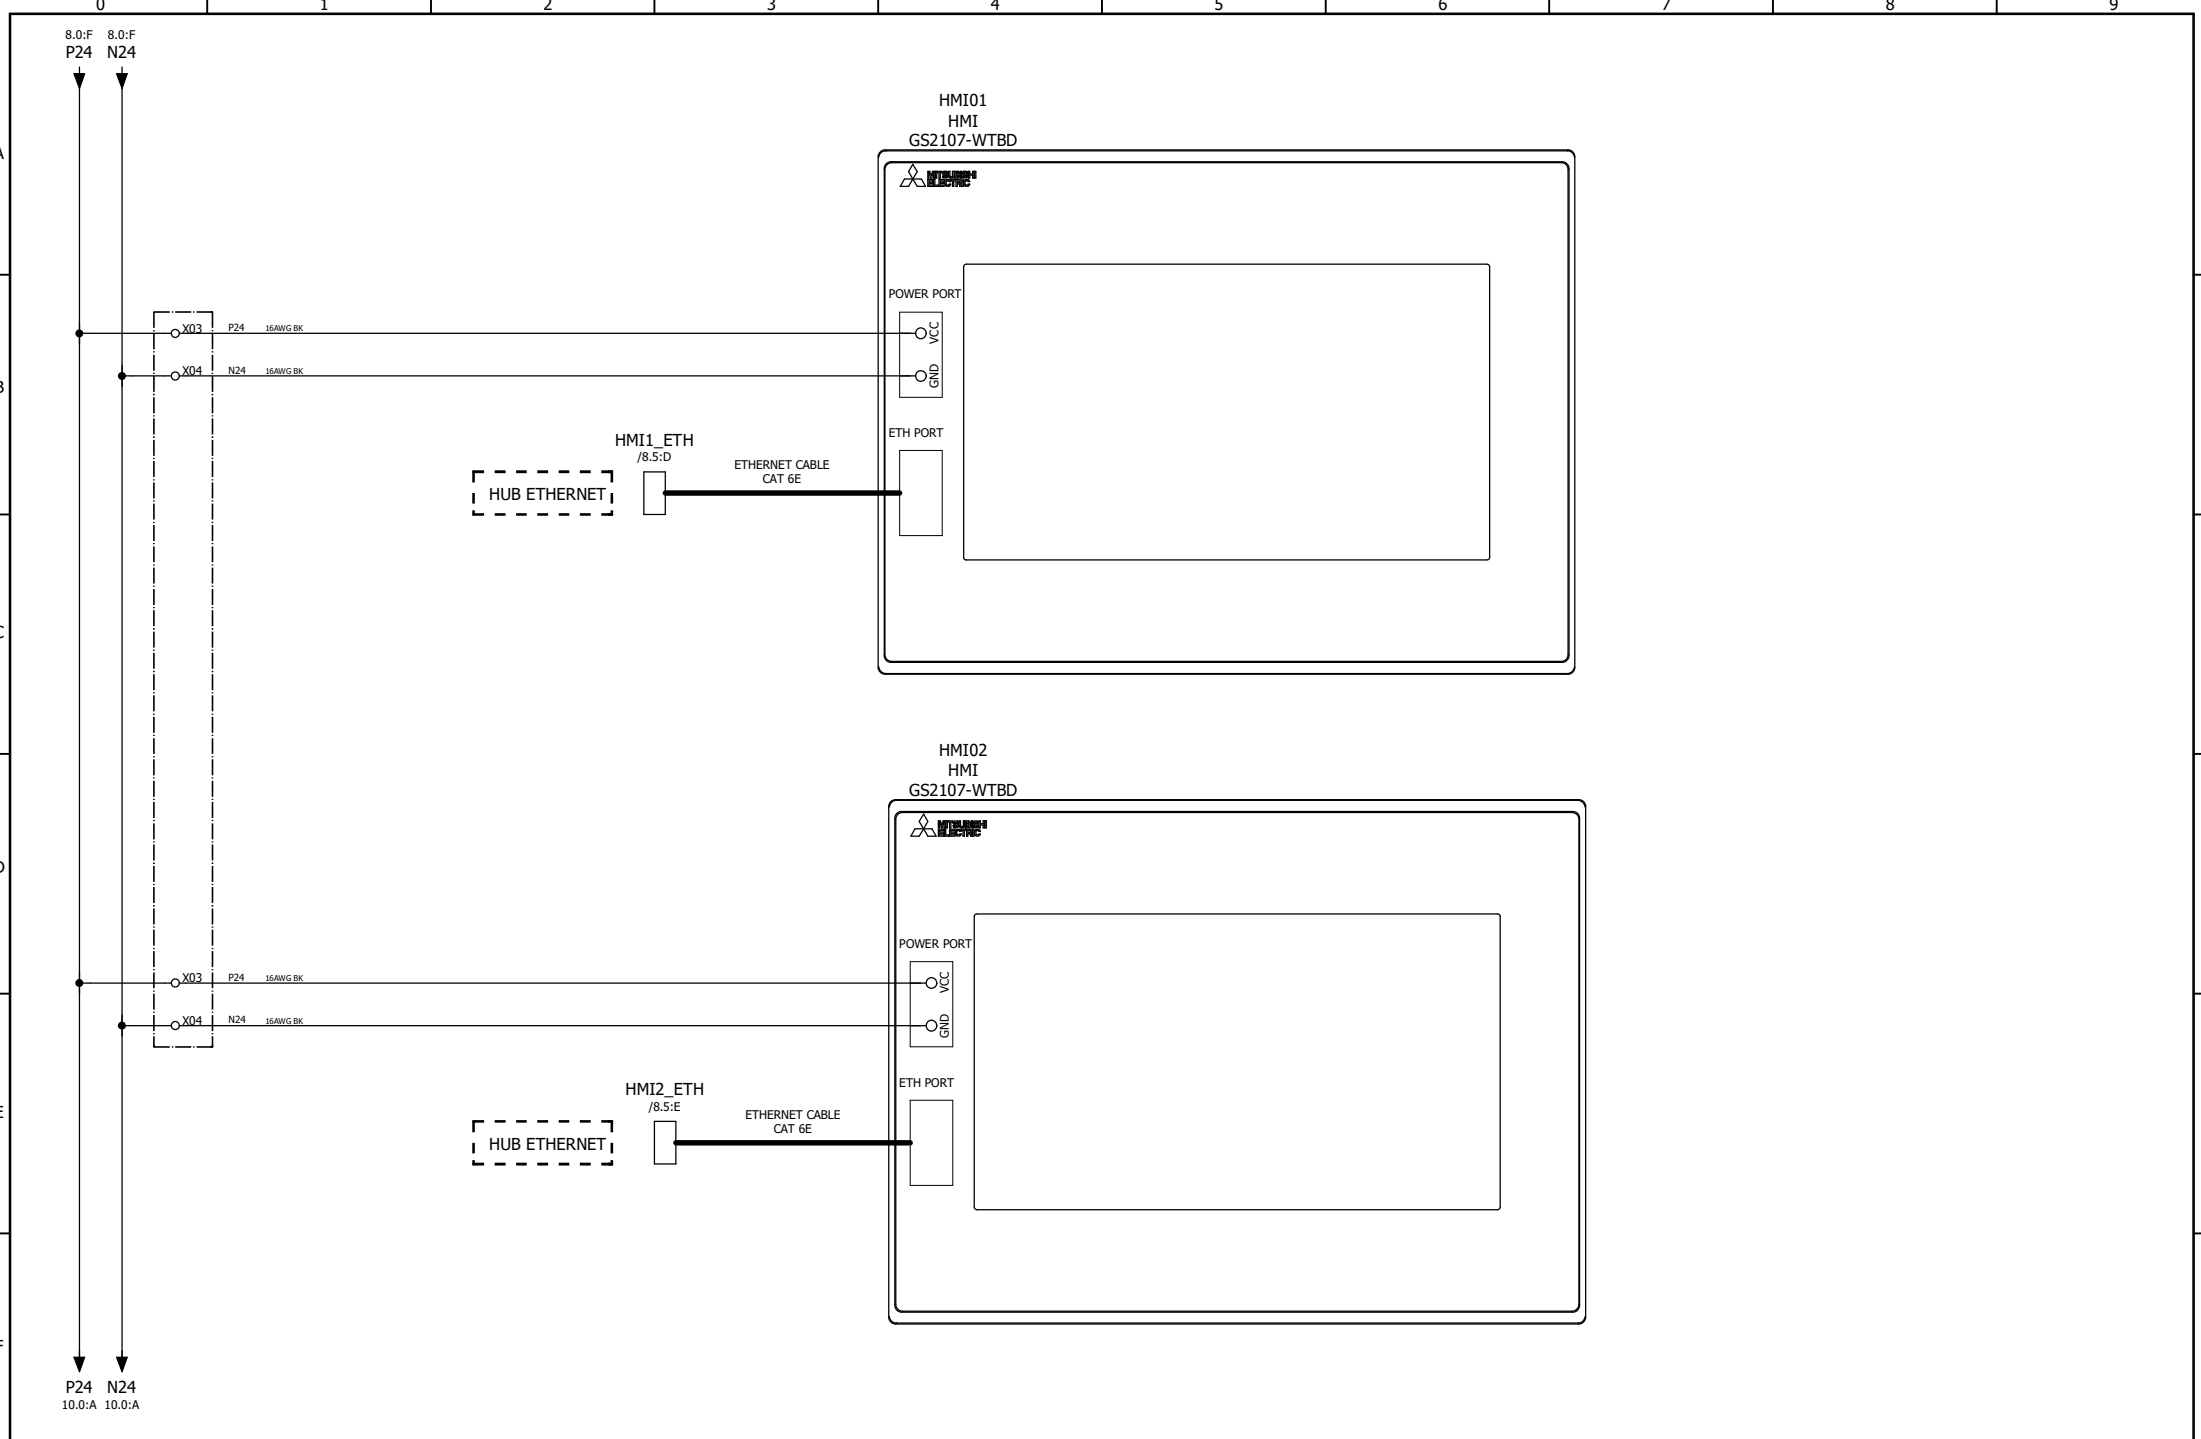 0 1 2 3 4 5 6 7 8 9
8.0:F 8.0:F
P24 N24
HMI01
HMI
GS2107-WTBD
A
MITSUBISHI
ELECTRIC
POWER PORT
X03 P24 16AWG BK VCC
X04 N24 16AWG BK GND
B
HMI1_ETH
/8.5:D
ETH PORT
ETHERNET CABLE
CAT 6E
HUB ETHERNET
C
HMI02
HMI
GS2107-WTBD
MITSUBISHI
ELECTRIC
D
POWER PORT
X03 P24 16AWG BK VCC
X04 N24 16AWG BK GND
HMI2_ETH
/8.5:E
ETH PORT
E
ETHERNET CABLE
CAT 6E
HUB ETHERNET
F
P24 N24
10.0:A 10.0:A